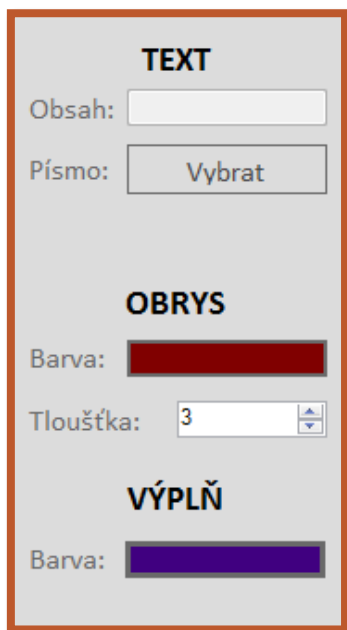 TEXT
Obsah:
Písmo: Vybrat
OBRYS
Barva:
Tloušťka: 3
VÝPLŇ
Barva: